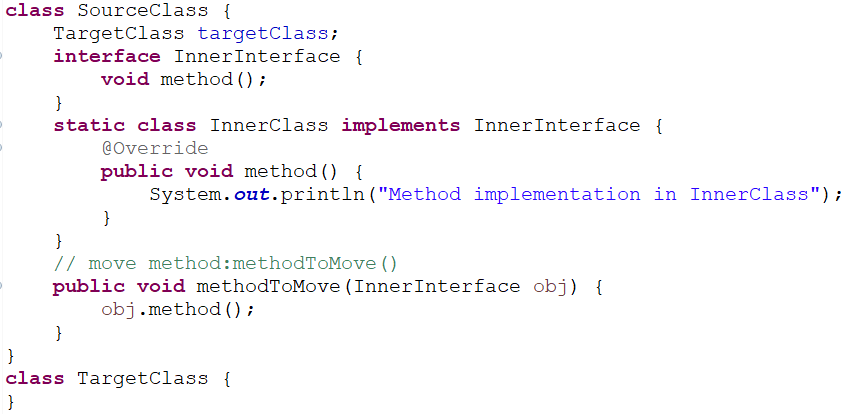 class SourceClass {
    TargetClass targetClass;
    interface InnerInterface {
        void method();
    }
    static class InnerClass implements InnerInterface {
        @Override
        public void method() {
            System.out.println("Method implementation in InnerClass");
        }
    }
    // move method:methodToMove()
    public void methodToMove(InnerInterface obj) {
        obj.method();
    }
}
class TargetClass {
}